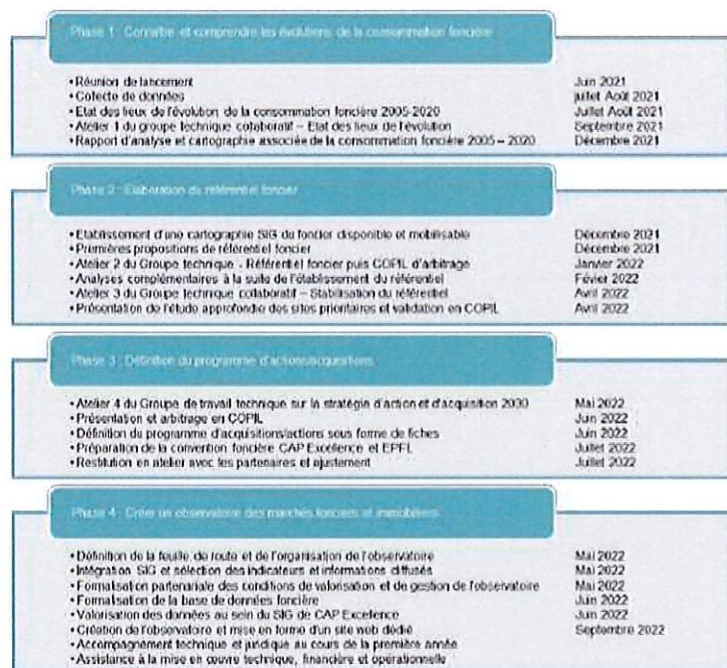 Phase 1 : Connaître et comprendre les évolutions de la consommation foncière
• Réunion de lancement Juin 2021
• Collecte de données juillet Août 2021
• Etat des lieux de l'évolution de la consommation foncière 2005-2020 Juillet Août 2021
• Atelier 1 du groupe technique colaboratif – Etat des lieux de l'évolution Septembre 2021
• Rapport d'analyse et cartographie associée de la consommation foncière 2005 – 2020 Décembre 2021
Phase 2 : Elaboration du référentiel foncier
• Etablissement d'une cartographie SIG du foncier disponible et mobilisable Décembre 2021
• Premières propositions de référentiel foncier Décembre 2021
• Atelier 2 du Groupe technique - Référentiel foncier puis COPIL d'arbitrage Janvier 2022
• Analyses complémentaires à la suite de l'établissement du référentiel Février 2022
• Atelier 3 du Groupe technique collaboratif – Stabilisation du référentiel Avril 2022
• Présentation de l'étude approfondie des sites prioritaires et validation en COPIL Avril 2022
Phase 3 : Définition du programme d'actions/acquisitions
• Atelier 4 du Groupe de travail technique sur la stratégie d'action et d'acquisition 2030 Mai 2022
• Présentation et arbitrage en COPIL Juin 2022
• Définition du programme d'acquisitions/actions sous forme de fiches Juin 2022
• Préparation de la convention foncière CAP Excellence et EPFL Juillet 2022
• Restitution en atelier avec les partenaires et ajustement Juillet 2022
Phase 4 : Créer un observatoire des marchés fonciers et immobiliers
• Définition de la feuille de route et de l'organisation de l'observatoire Mai 2022
• Intégration SIG et sélection des indicateurs et informations diffusés Mai 2022
• Formalisation partenariale des conditions de valorisation et de gestion de l'observatoire Mai 2022
• Formalisation de la base de données foncière Juin 2022
• Valorisation des données au sein du SIG de CAP Excellence Juin 2022
• Création de l'observatoire et mise en forme d'un site web dédié Septembre 2022
• Accompagnement technique et juridique au cours de la première année
• Assistance à la mise en œuvre technique, financière et opérationnelle